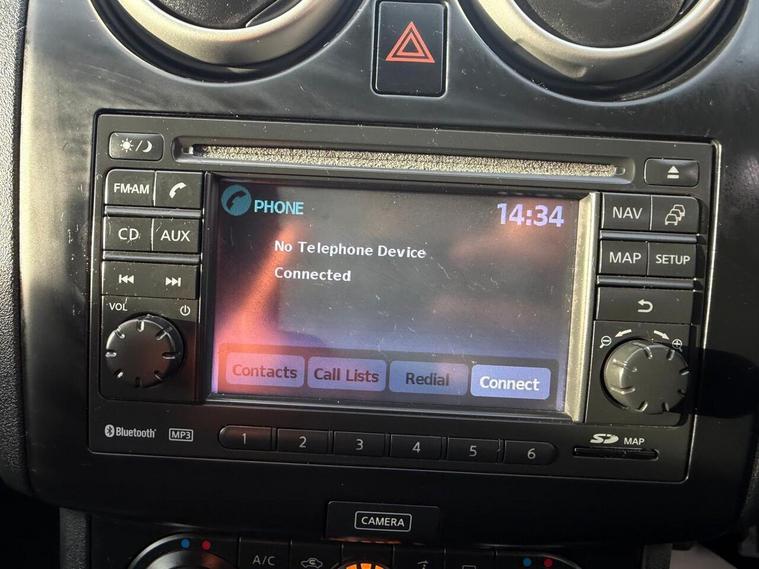 FM·AM
CD AUX
VOL
PHONE 14:34
No Telephone Device
Connected
Contacts Call Lists Redial Connect
NAV
MAP SETUP
Bluetooth® MP3 1 2 3 4 5 6 SD MAP
CAMERA
A/C